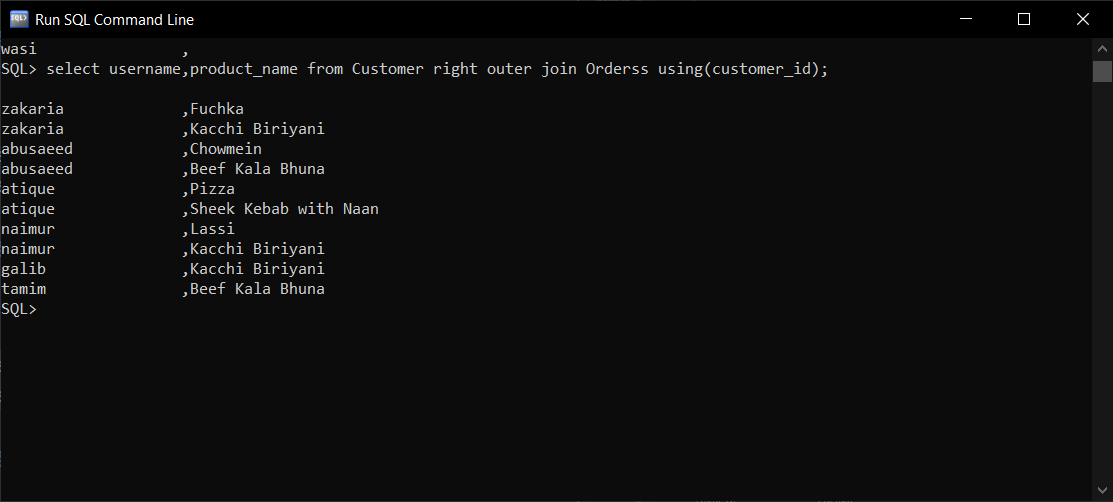 Run SQL Command Line
wasi                ,
SQL> select username,product_name from Customer right outer join Orderss using(customer_id);
zakaria             ,Fuchka
zakaria             ,Kacchi Biriyani
abusaeed            ,Chowmein
abusaeed            ,Beef Kala Bhuna
atique              ,Pizza
atique              ,Sheek Kebab with Naan
naimur              ,Lassi
naimur              ,Kacchi Biriyani
galib               ,Kacchi Biriyani
tamim               ,Beef Kala Bhuna
SQL>